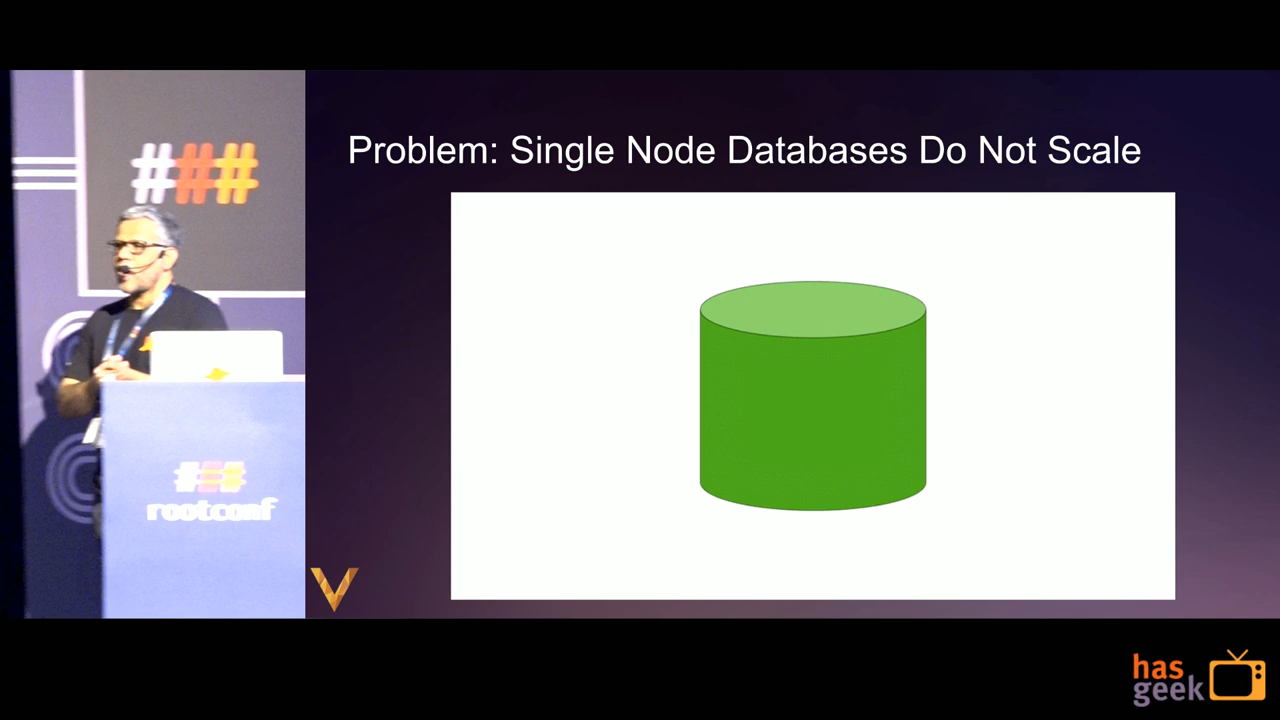 ###
Problem: Single Node Databases Do Not Scale
###
rootconf
V
has
geek